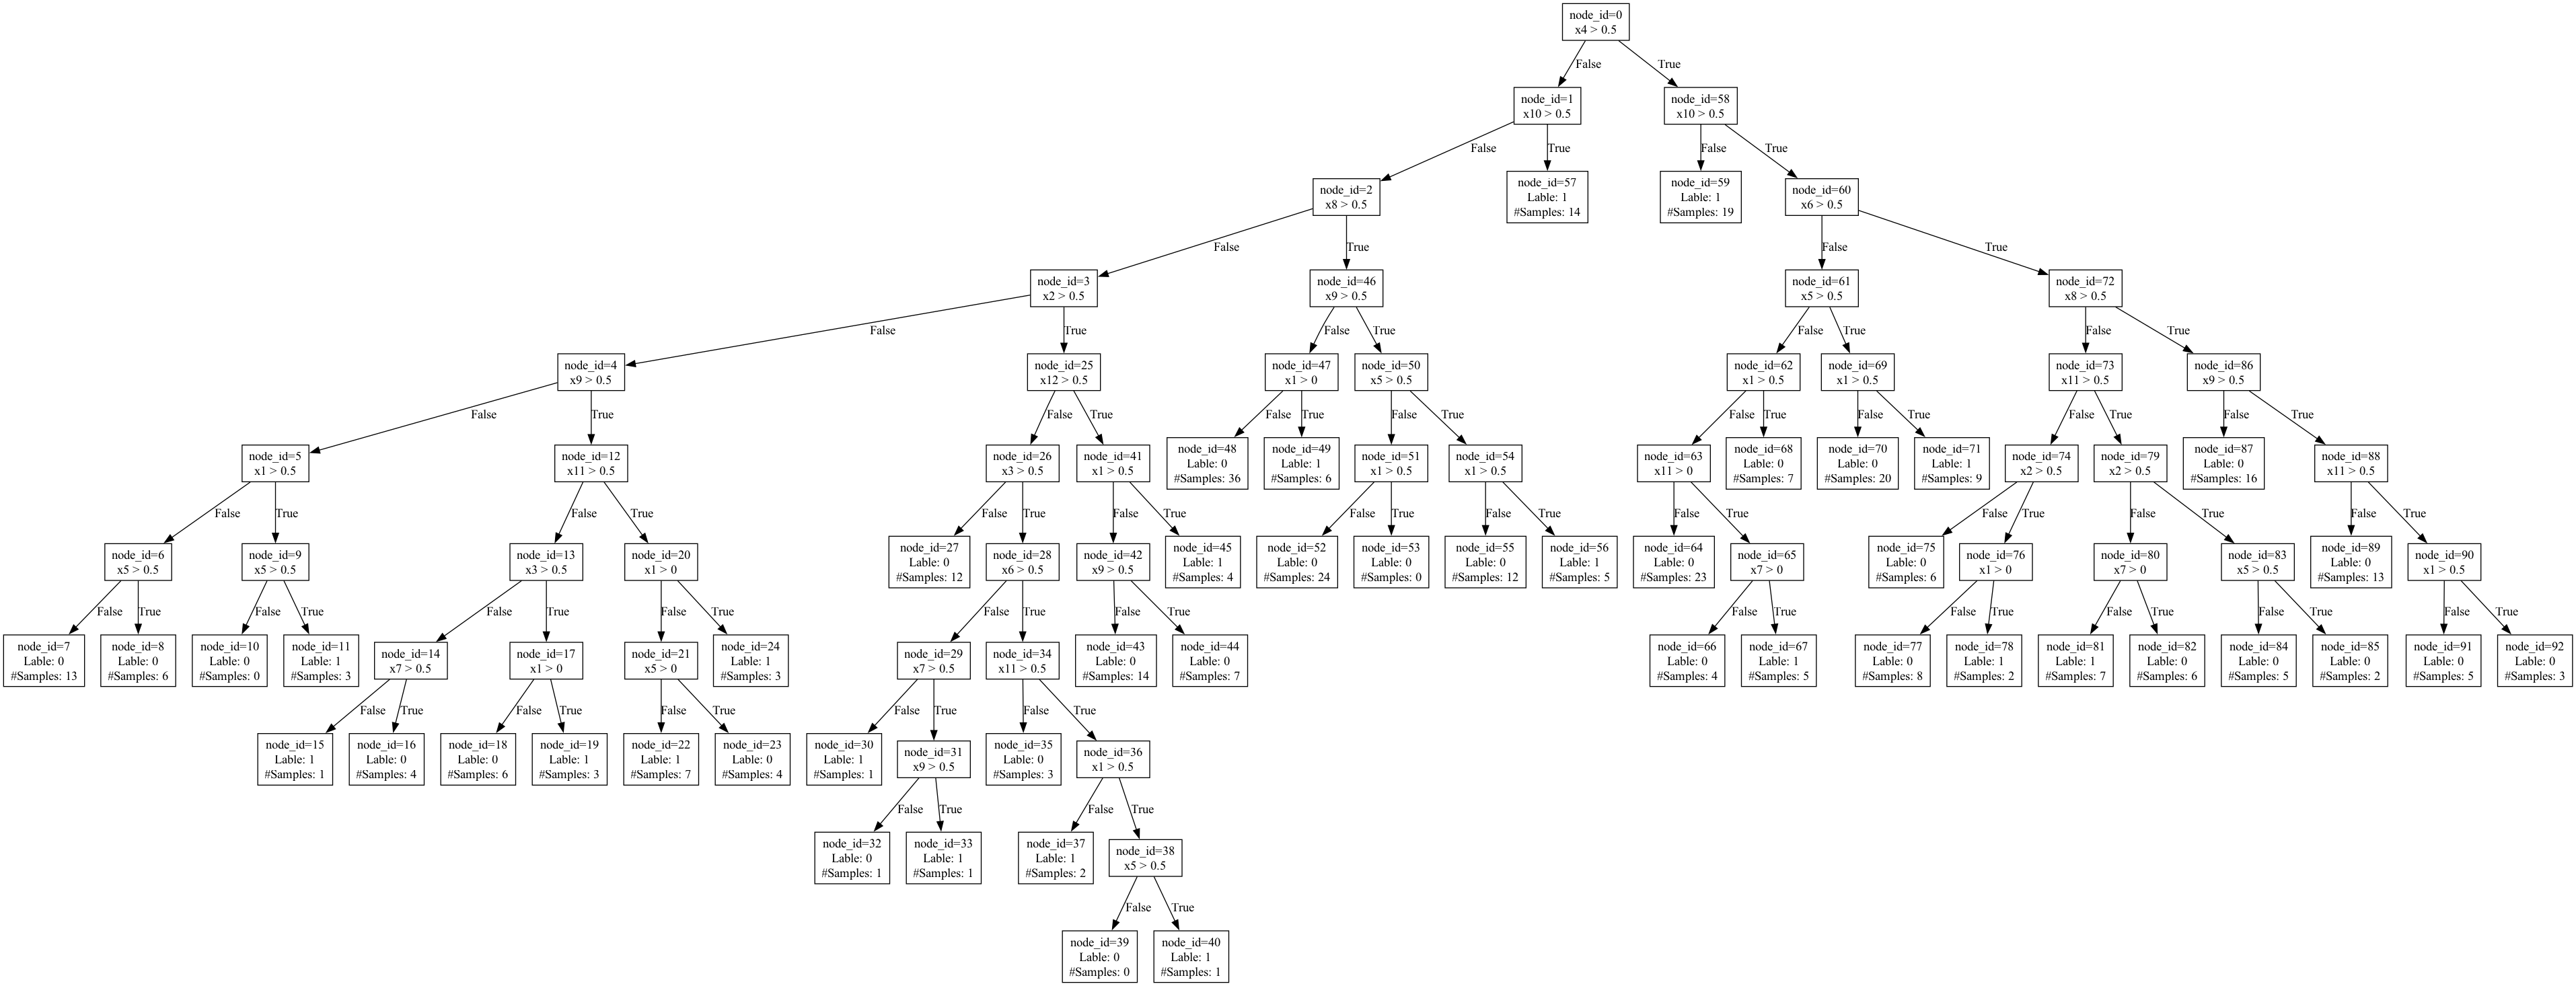 node_id=0
x4 > 0.5
False
True
node_id=1
x10 > 0.5
node_id=58
x10 > 0.5
False
True
False
True
node_id=2
x8 > 0.5
node_id=57
Lable: 1
#Samples: 14
node_id=59
Lable: 1
#Samples: 19
node_id=60
x6 > 0.5
False
True
False
True
node_id=3
x2 > 0.5
node_id=46
x9 > 0.5
node_id=61
x5 > 0.5
node_id=72
x8 > 0.5
False
True
False
True
False
True
False
True
node_id=4
x9 > 0.5
node_id=25
x12 > 0.5
node_id=47
x1 > 0
node_id=50
x5 > 0.5
node_id=62
x1 > 0.5
node_id=69
x1 > 0.5
node_id=73
x11 > 0.5
node_id=86
x9 > 0.5
False
True
False
True
False
True
False
True
False
True
False
True
False
True
False
True
node_id=5
x1 > 0.5
node_id=12
x11 > 0.5
node_id=26
x3 > 0.5
node_id=41
x1 > 0.5
node_id=48
Lable: 0
#Samples: 36
node_id=49
Lable: 1
#Samples: 6
node_id=51
x1 > 0.5
node_id=54
x1 > 0.5
node_id=63
x11 > 0
node_id=68
Lable: 0
#Samples: 7
node_id=70
Lable: 0
#Samples: 20
node_id=71
Lable: 1
#Samples: 9
node_id=74
x2 > 0.5
node_id=79
x2 > 0.5
node_id=87
Lable: 0
#Samples: 16
node_id=88
x11 > 0.5
False
True
False
True
False
True
False
True
False
True
False
True
False
True
False
True
False
True
False
True
node_id=6
x5 > 0.5
node_id=9
x5 > 0.5
node_id=13
x3 > 0.5
node_id=20
x1 > 0
node_id=27
Lable: 0
#Samples: 12
node_id=28
x6 > 0.5
node_id=42
x9 > 0.5
node_id=45
Lable: 1
#Samples: 4
node_id=52
Lable: 0
#Samples: 24
node_id=53
Lable: 0
#Samples: 0
node_id=55
Lable: 0
#Samples: 12
node_id=56
Lable: 1
#Samples: 5
node_id=64
Lable: 0
#Samples: 23
node_id=65
x7 > 0
node_id=75
Lable: 0
#Samples: 6
node_id=76
x1 > 0
node_id=80
x7 > 0
node_id=83
x5 > 0.5
node_id=89
Lable: 0
#Samples: 13
node_id=90
x1 > 0.5
False
True
False
True
False
True
False
True
False
True
False
True
False
True
False
True
False
True
False
True
False
True
node_id=7
Lable: 0
#Samples: 13
node_id=8
Lable: 0
#Samples: 6
node_id=10
Lable: 0
#Samples: 0
node_id=11
Lable: 1
#Samples: 3
node_id=14
x7 > 0.5
node_id=17
x1 > 0
node_id=21
x5 > 0
node_id=24
Lable: 1
#Samples: 3
node_id=29
x7 > 0.5
node_id=34
x11 > 0.5
node_id=43
Lable: 0
#Samples: 14
node_id=44
Lable: 0
#Samples: 7
node_id=66
Lable: 0
#Samples: 4
node_id=67
Lable: 1
#Samples: 5
node_id=77
Lable: 0
#Samples: 8
node_id=78
Lable: 1
#Samples: 2
node_id=81
Lable: 1
#Samples: 7
node_id=82
Lable: 0
#Samples: 6
node_id=84
Lable: 0
#Samples: 5
node_id=85
Lable: 0
#Samples: 2
node_id=91
Lable: 0
#Samples: 5
node_id=92
Lable: 0
#Samples: 3
False
True
False
True
False
True
False
True
False
True
node_id=15
Lable: 1
#Samples: 1
node_id=16
Lable: 0
#Samples: 4
node_id=18
Lable: 0
#Samples: 6
node_id=19
Lable: 1
#Samples: 3
node_id=22
Lable: 1
#Samples: 7
node_id=23
Lable: 0
#Samples: 4
node_id=30
Lable: 1
#Samples: 1
node_id=31
x9 > 0.5
node_id=35
Lable: 0
#Samples: 3
node_id=36
x1 > 0.5
False
True
False
True
node_id=32
Lable: 0
#Samples: 1
node_id=33
Lable: 1
#Samples: 1
node_id=37
Lable: 1
#Samples: 2
node_id=38
x5 > 0.5
False
True
node_id=39
Lable: 0
#Samples: 0
node_id=40
Lable: 1
#Samples: 1